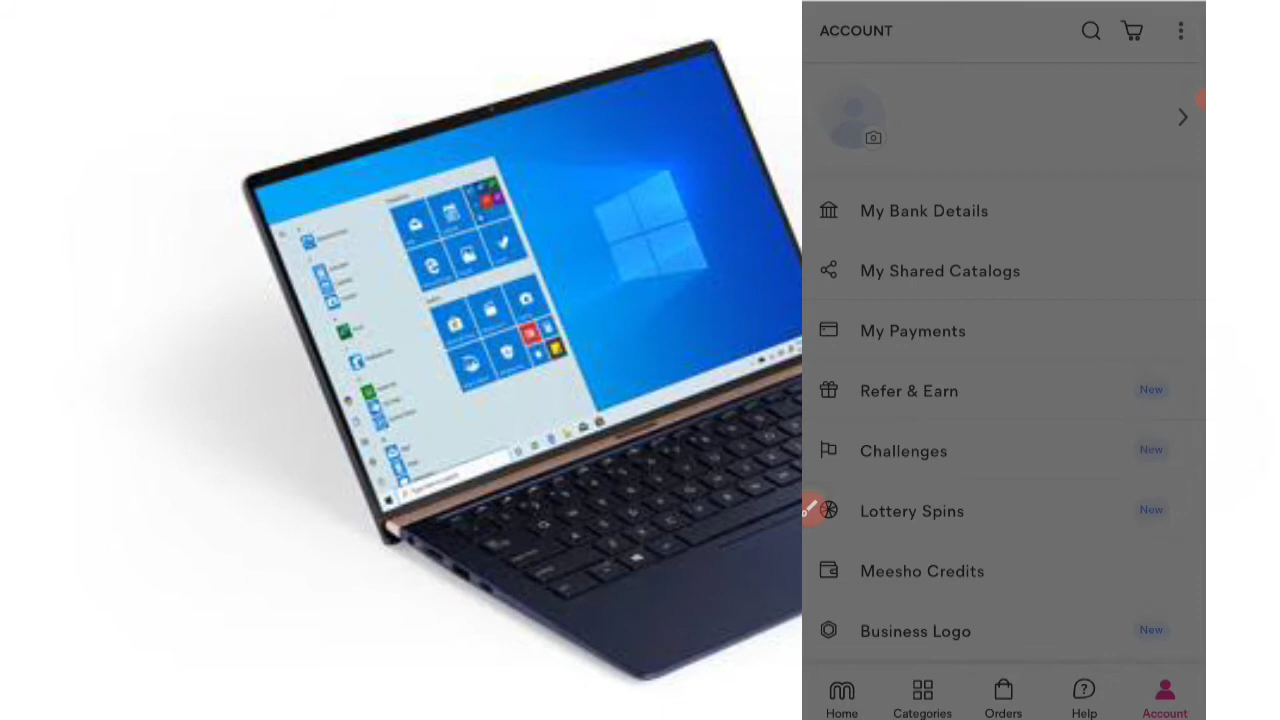 ACCOUNT
My Bank Details
My Shared Catalogs
My Payments
Refer & Earn New
Challenges New
Lottery Spins New
Meesho Credits
Business Logo New
Home Categories Orders Help Account